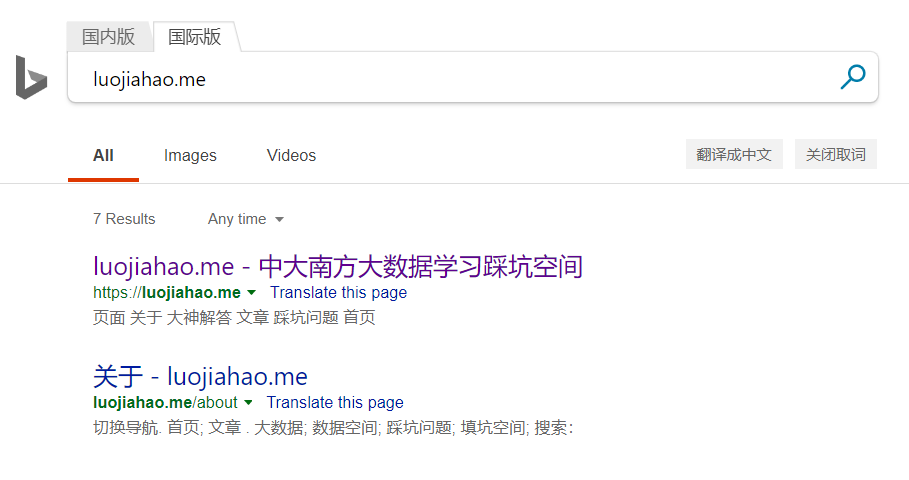 国内版 国际版
luojiahao.me
All Images Videos 翻译成中文 关闭取词
7 Results Any time
luojiahao.me - 中大南方大数据学习踩坑空间
https://luojiahao.me Translate this page
页面 关于 大神解答 文章 踩坑问题 首页
关于 - luojiahao.me
luojiahao.me/about Translate this page
切换导航. 首页; 文章 . 大数据; 数据空间; 踩坑问题; 填坑空间; 搜索: